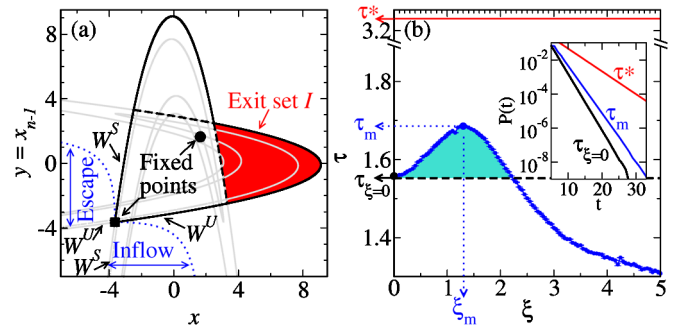 (a)
y = x_{n-1}
8
4
0
-4
-4
0
4
8
x
Exit set I
W^S
Fixed
points
Escape
W^U
W^S
W^U
Inflow
(b)
τ*
3.2
1.8
τ_m
τ
1.6
τ_{ξ=0}
1.4
0
1
2
3
4
5
ξ_m
ξ
P(t)
10^{-2}
10^{-4}
10^{-6}
10^{-8}
τ*
τ_m
τ_{ξ=0}
10
20
30
t